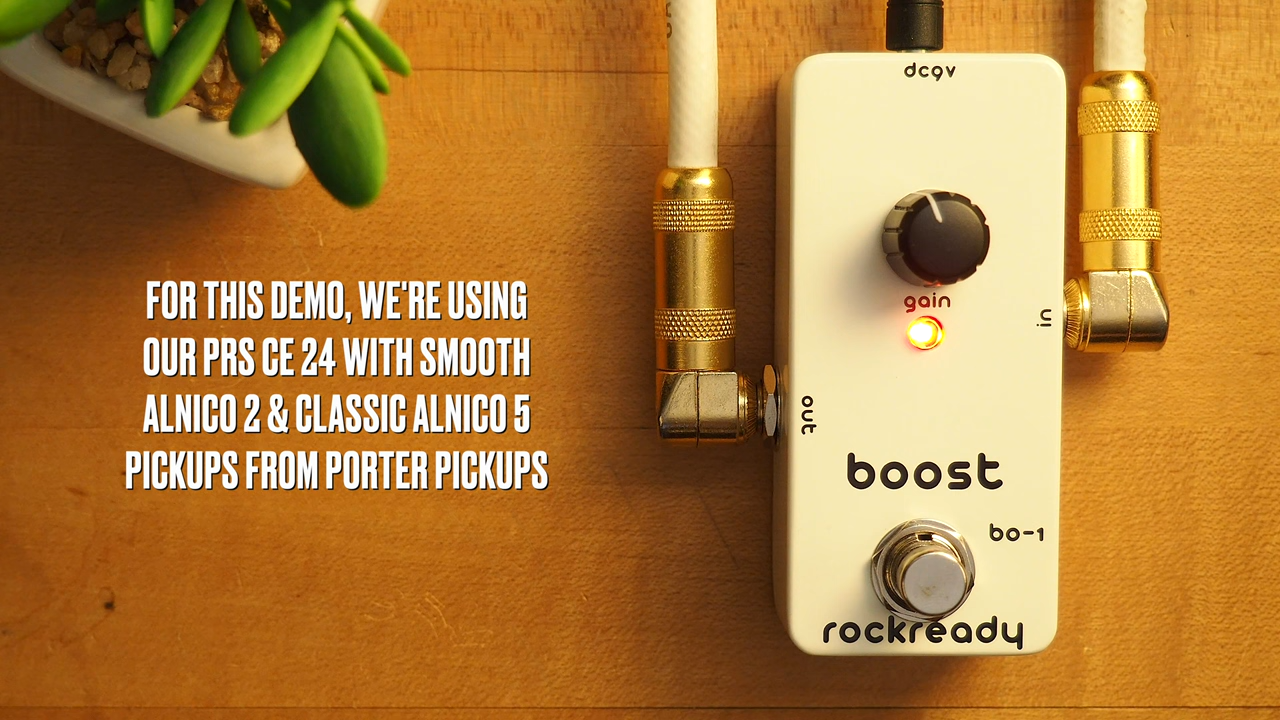 FOR THIS DEMO, WE'RE USING
OUR PRS CE 24 WITH SMOOTH
ALNICO 2 & CLASSIC ALNICO 5
PICKUPS FROM PORTER PICKUPS
dc9v
gain
in
out
boost
bo-1
rockready